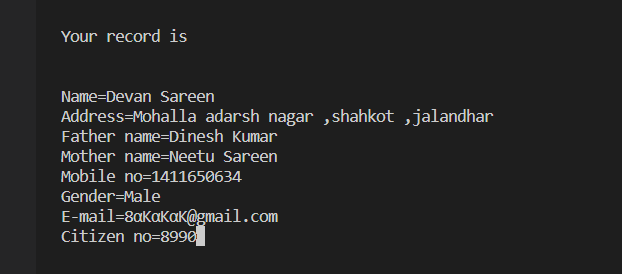 Your record is
Name=Devan Sareen
Address=Mohalla adarsh nagar ,shahkot ,jalandhar
Father name=Dinesh Kumar
Mother name=Neetu Sareen
Mobile no=1411650634
Gender=Male
E-mail=8αKαKαK@gmail.com
Citizen no=8990